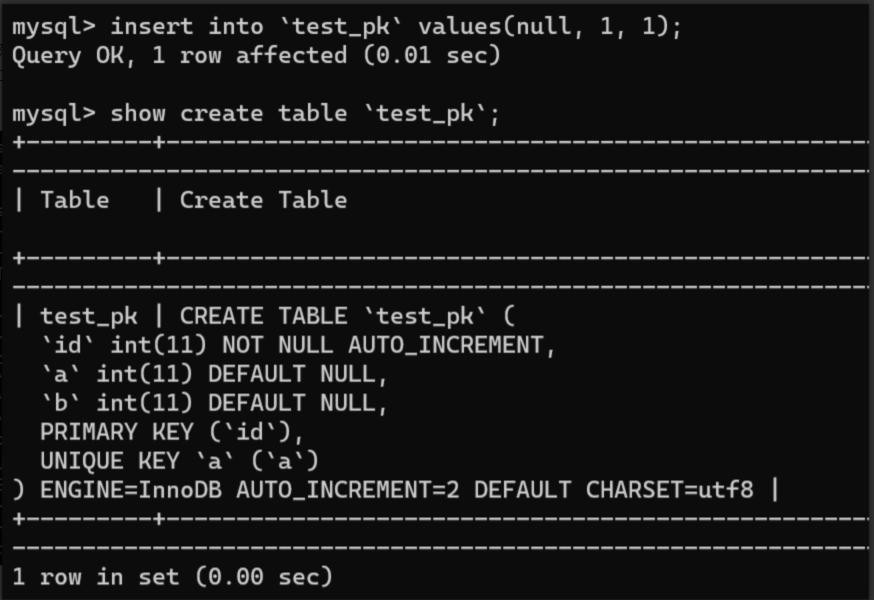 mysql> insert into `test_pk` values(null, 1, 1);
Query OK, 1 row affected (0.01 sec)
mysql> show create table `test_pk`;
+---------+---------------------------------------------------
--------------------------------------------------------------
| Table   | Create Table
+---------+---------------------------------------------------
--------------------------------------------------------------
| test_pk | CREATE TABLE `test_pk` (
  `id` int(11) NOT NULL AUTO_INCREMENT,
  `a` int(11) DEFAULT NULL,
  `b` int(11) DEFAULT NULL,
  PRIMARY KEY (`id`),
  UNIQUE KEY `a` (`a`)
) ENGINE=InnoDB AUTO_INCREMENT=2 DEFAULT CHARSET=utf8 |
+---------+---------------------------------------------------
--------------------------------------------------------------
1 row in set (0.00 sec)